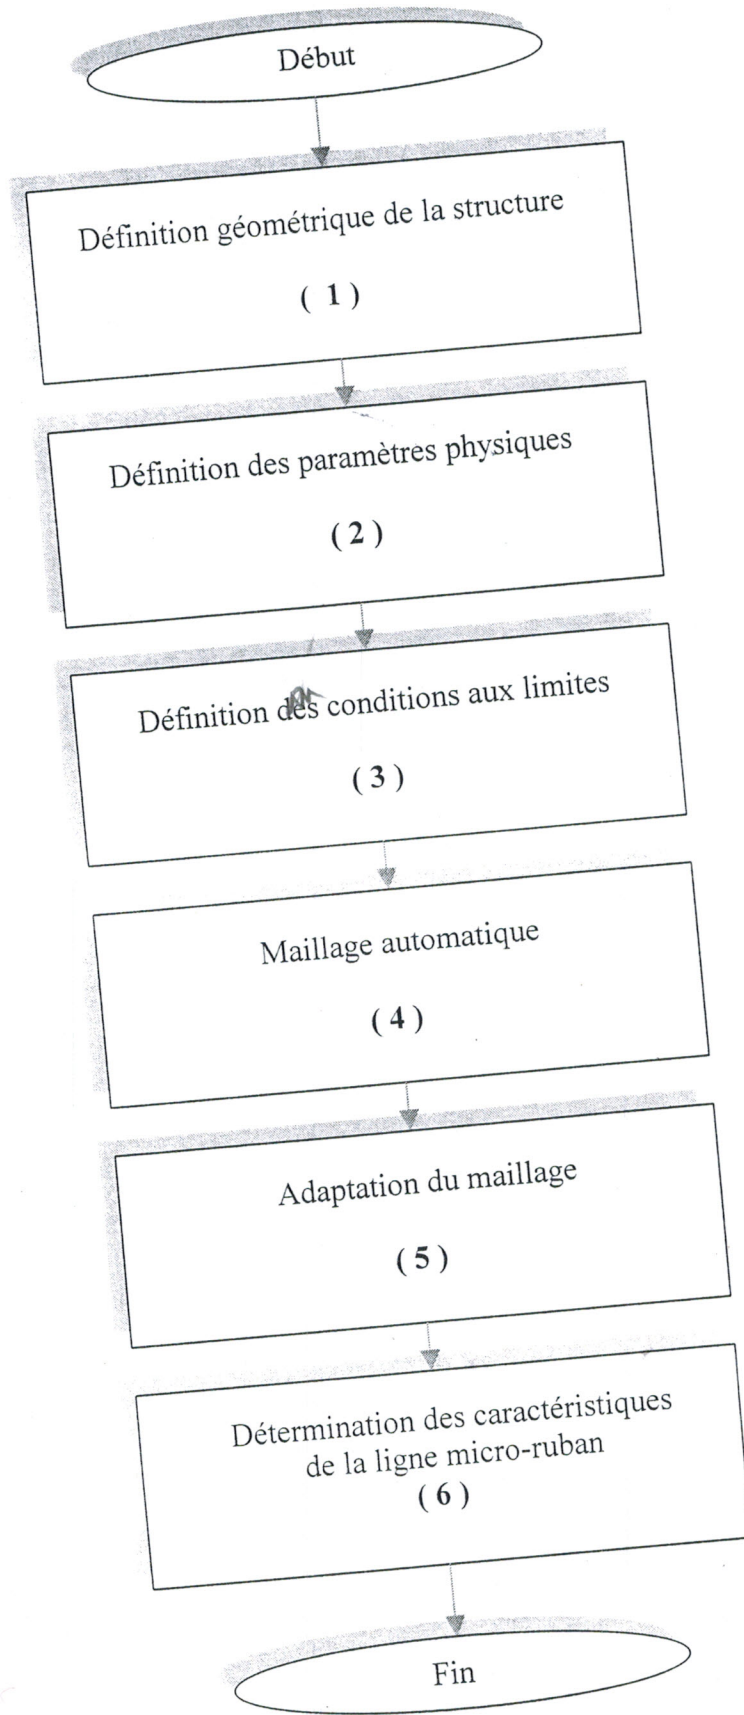 Début
Définition géométrique de la structure
( 1 )
Définition des paramètres physiques
( 2 )
Définition des conditions aux limites
( 3 )
Maillage automatique
( 4 )
Adaptation du maillage
( 5 )
Détermination des caractéristiques
de la ligne micro-ruban
( 6 )
Fin